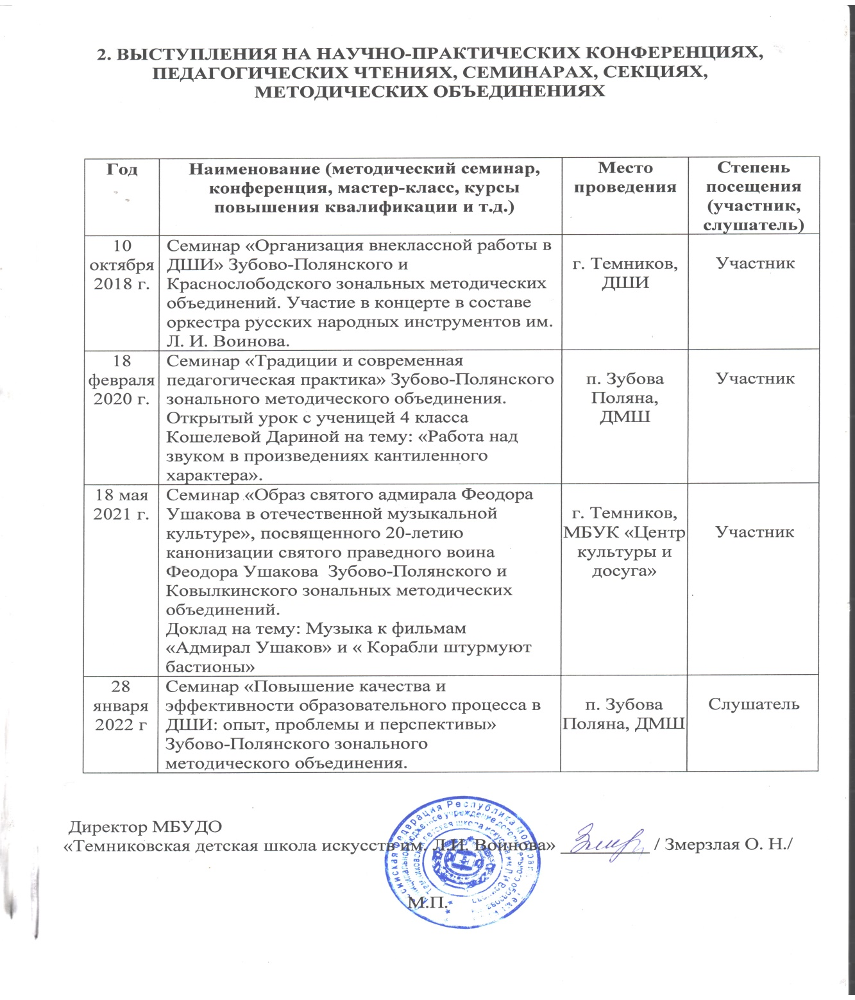 2. ВЫСТУПЛЕНИЯ НА НАУЧНО-ПРАКТИЧЕСКИХ КОНФЕРЕНЦИЯХ,
ПЕДАГОГИЧЕСКИХ ЧТЕНИЯХ, СЕМИНАРАХ, СЕКЦИЯХ,
МЕТОДИЧЕСКИХ ОБЪЕДИНЕНИЯХ
Год
Наименование (методический семинар,
конференция, мастер-класс, курсы
повышения квалификации и т.д.)
Место
проведения
Степень
посещения
(участник,
слушатель)
10
октября
2018 г.
Семинар «Организация внеклассной работы в
ДШИ» Зубово-Полянского и
Краснослободского зональных методических
объединений. Участие в концерте в составе
оркестра русских народных инструментов им.
Л. И. Воинова.
г. Темников,
ДШИ
Участник
18
февраля
2020 г.
Семинар «Традиции и современная
педагогическая практика» Зубово-Полянского
зонального методического объединения.
Открытый урок с ученицей 4 класса
Кошелевой Дариной на тему: «Работа над
звуком в произведениях кантиленного
характера».
п. Зубова
Поляна,
ДМШ
Участник
18 мая
2021 г.
Семинар «Образ святого адмирала Феодора
Ушакова в отечественной музыкальной
культуре», посвященного 20-летию
канонизации святого праведного воина
Феодора Ушакова  Зубово-Полянского и
Ковылкинского зональных методических
объединений.
Доклад на тему: Музыка к фильмам
«Адмирал Ушаков» и « Корабли штурмуют
бастионы»
г. Темников,
МБУК «Центр
культуры и
досуга»
Участник
28
января
2022 г
Семинар «Повышение качества и
эффективности образовательного процесса в
ДШИ: опыт, проблемы и перспективы»
Зубово-Полянского зонального
методического объединения.
п. Зубова
Поляна, ДМШ
Слушатель
Директор МБУДО
«Темниковская детская школа искусств им. Л.И. Воинова» __________ / Змерзлая О. Н./
М.П.
Федерация Республика